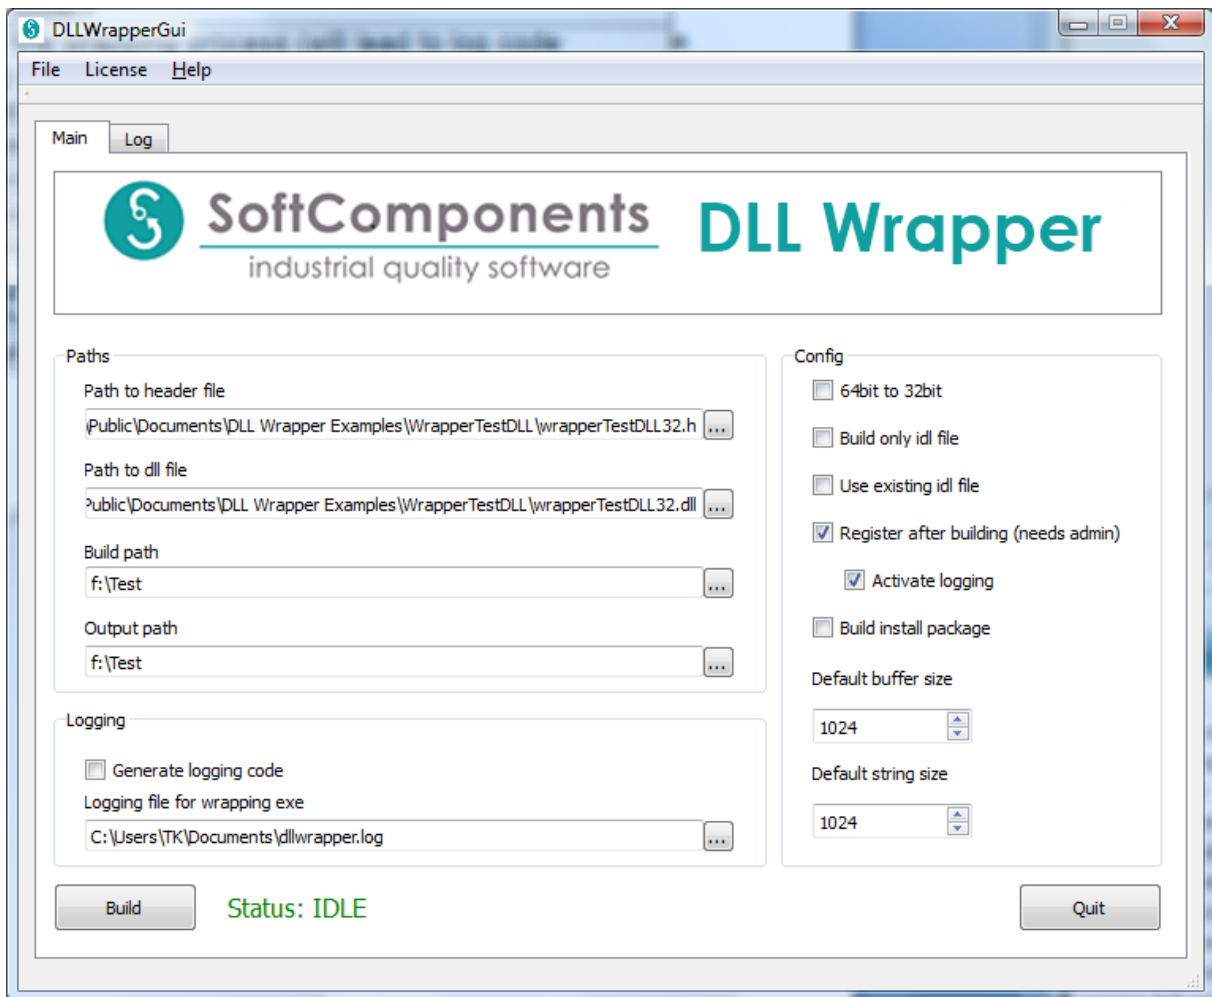 DLLWrapperGui
File License Help
Main Log
SoftComponents
industrial quality software
DLL Wrapper
Paths
Path to header file
\Public\Documents\DLL Wrapper Examples\WrapperTestDLL\wrapperTestDLL32.h ...
Path to dll file
Public\Documents\DLL Wrapper Examples\WrapperTestDLL\wrapperTestDLL32.dll ...
Build path
f:\Test ...
Output path
f:\Test ...
Logging
Generate logging code
Logging file for wrapping exe
C:\Users\TK\Documents\dllwrapper.log ...
Config
64bit to 32bit
Build only idl file
Use existing idl file
Register after building (needs admin)
Activate logging
Build install package
Default buffer size
1024
Default string size
1024
Build Status: IDLE Quit